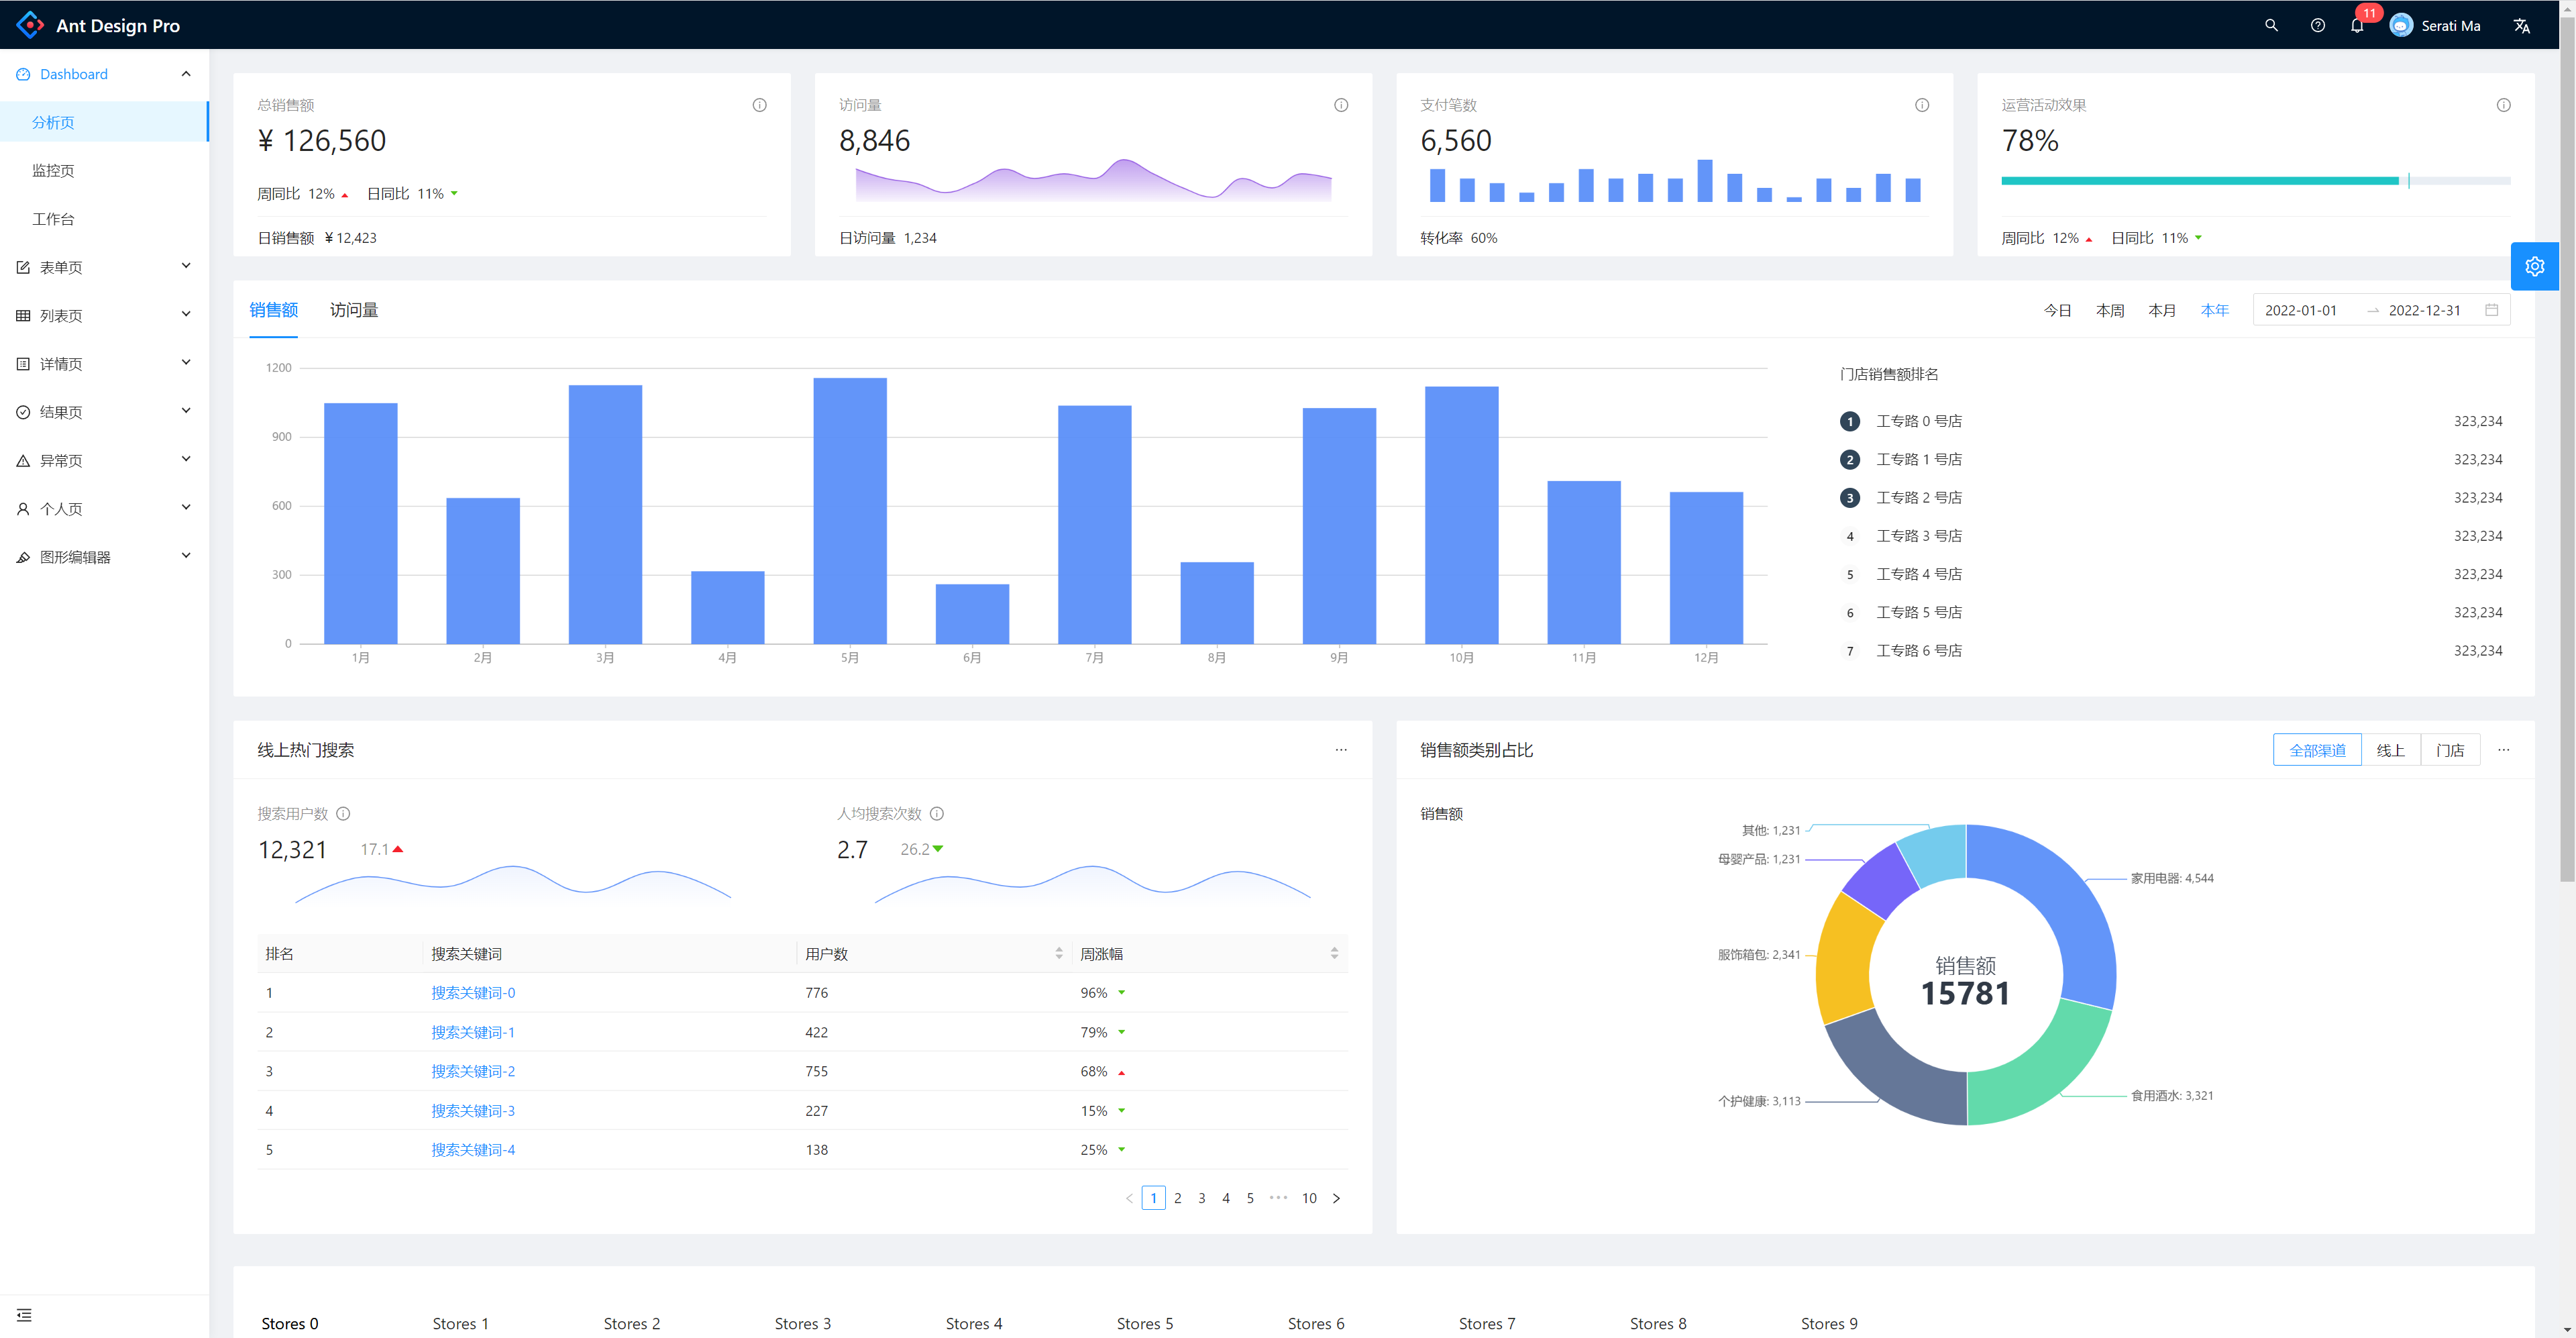 Ant Design Pro
11
Serati Ma
Dashboard
分析页
监控页
工作台
表单页
列表页
详情页
结果页
异常页
个人页
图形编辑器
总销售额
¥ 126,560
周同比 12% 日同比 11%
日销售额 ¥ 12,423
访问量
8,846
日访问量 1,234
支付笔数
6,560
转化率 60%
运营活动效果
78%
周同比 12% 日同比 11%
销售额 访问量
今日 本周 本月 本年 2022-01-01 → 2022-12-31
1200
900
600
300
0
1月 2月 3月 4月 5月 6月 7月 8月 9月 10月 11月 12月
门店销售额排名
1 工专路 0 号店 323,234
2 工专路 1 号店 323,234
3 工专路 2 号店 323,234
4 工专路 3 号店 323,234
5 工专路 4 号店 323,234
6 工专路 5 号店 323,234
7 工专路 6 号店 323,234
线上热门搜索
搜索用户数
12,321 17.1
人均搜索次数
2.7 26.2
排名 搜索关键词 用户数 周涨幅
1 搜索关键词-0 776 96%
2 搜索关键词-1 422 79%
3 搜索关键词-2 755 68%
4 搜索关键词-3 227 15%
5 搜索关键词-4 138 25%
< 1 2 3 4 5 ••• 10 >
销售额类别占比
全部渠道 线上 门店
销售额
其他: 1,231
母婴产品: 1,231
家用电器: 4,544
服饰箱包: 2,341
销售额
15781
个护健康: 3,113
食用酒水: 3,321
Stores 0 Stores 1 Stores 2 Stores 3 Stores 4 Stores 5 Stores 6 Stores 7 Stores 8 Stores 9